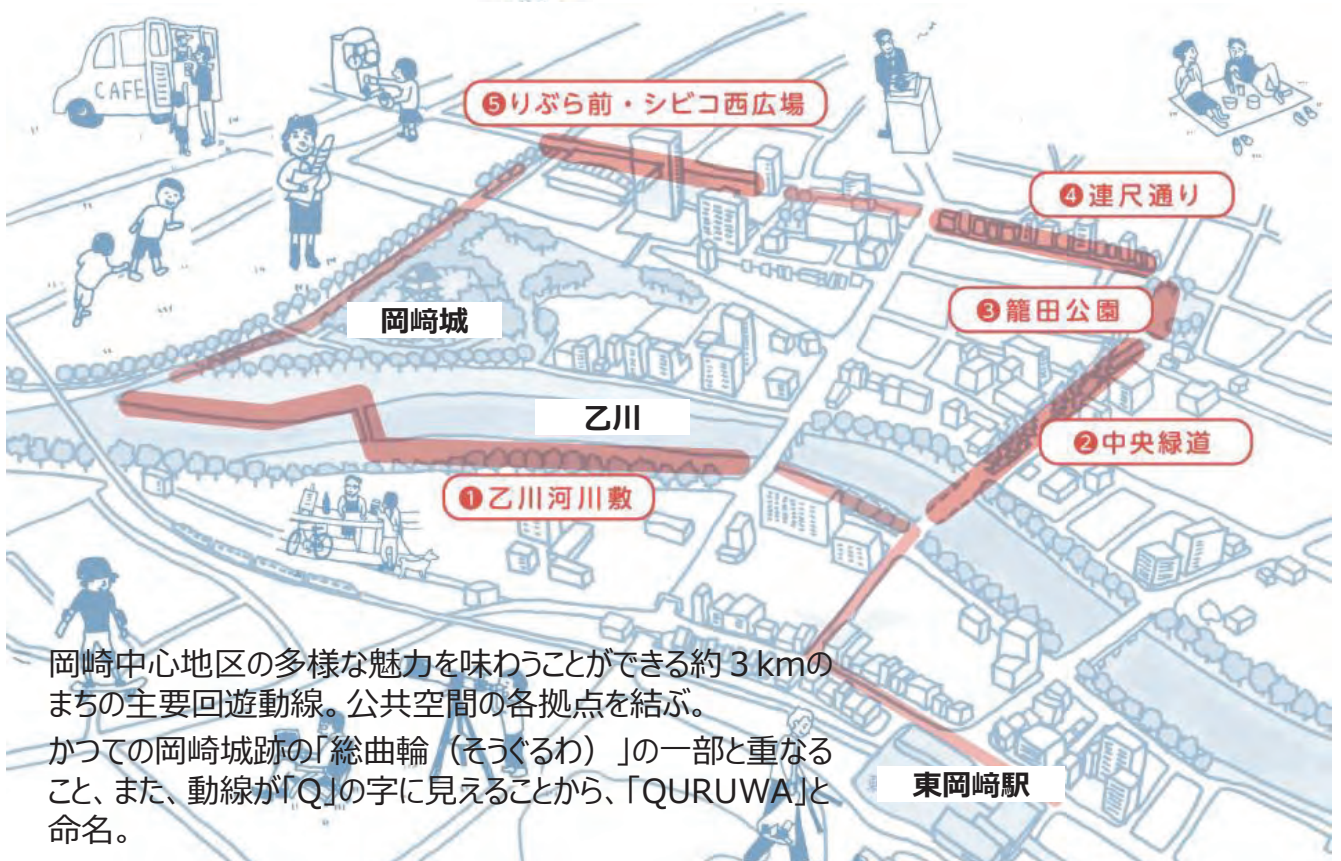 CAFE
❺りぶら前・シビコ西広場
❹連尺通り
❸籠田公園
岡﨑城
乙川
❷中央緑道
❶乙川河川敷
岡崎中心地区の多様な魅力を味わうことができる約３kmの
まちの主要回遊動線。公共空間の各拠点を結ぶ。
かつての岡崎城跡の「総曲輪（そうぐるわ）」の一部と重なる
こと、また、動線が「Q」の字に見えることから、「QURUWA」と
命名。
東岡﨑駅